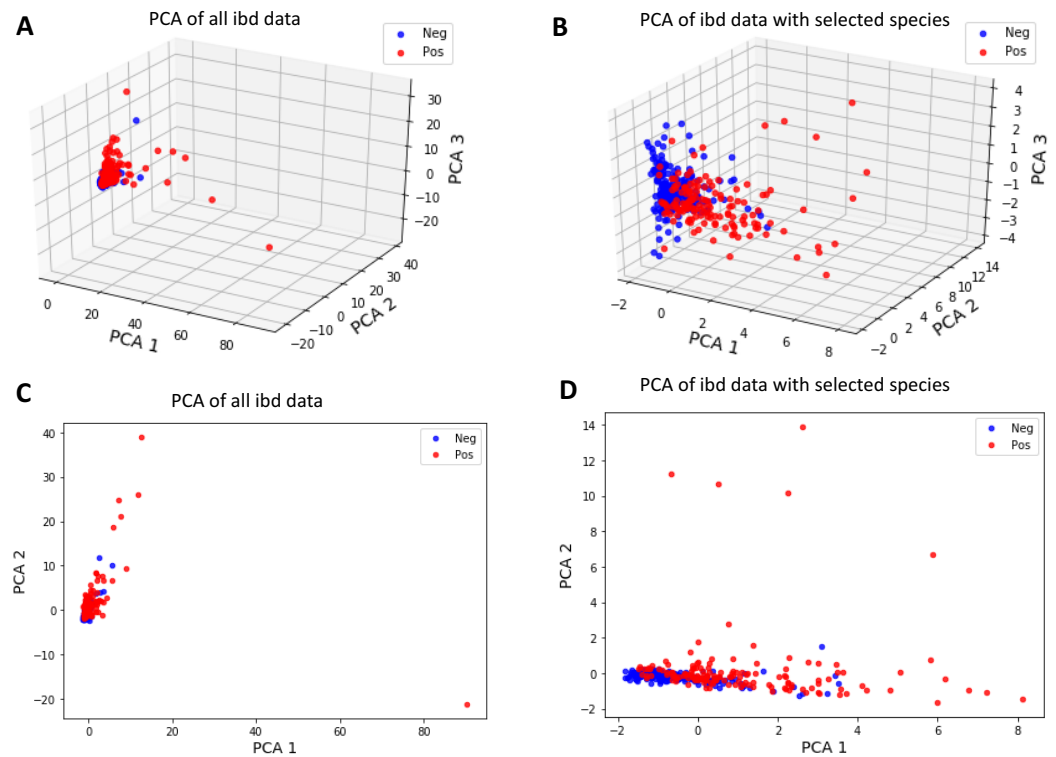 A
PCA of all ibd data
Neg
Pos
30
20
10
0
−10
−20
PCA 3
40
30
20
10
0
−10
−20
PCA 2
0
20
40
60
80
PCA 1
B
PCA of ibd data with selected species
Neg
Pos
4
3
2
1
0
−1
−2
−3
−4
PCA 3
14
12
10
8
6
4
2
0
−2
PCA 2
−2
0
2
4
6
8
PCA 1
C
PCA of all ibd data
Neg
Pos
40
30
20
10
0
−10
−20
PCA 2
0
20
40
60
80
PCA 1
D
PCA of ibd data with selected species
Neg
Pos
14
12
10
8
6
4
2
0
−2
PCA 2
−2
0
2
4
6
8
PCA 1